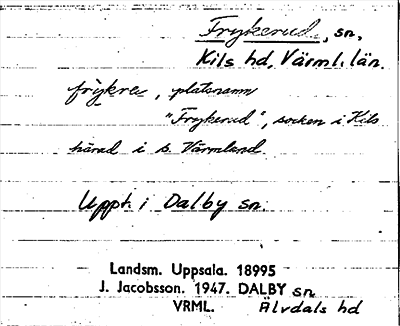 Frykerud, sn,
Kils hd, Värml. län.
platsnamn
"Frykerud", socken i Kils
härad i s. Värmland
Uppt. i Dalby sn.
Landsm. Uppsala. 18995
J. Jacobsson. 1947. DALBY sn
VRML. Älvdals hd